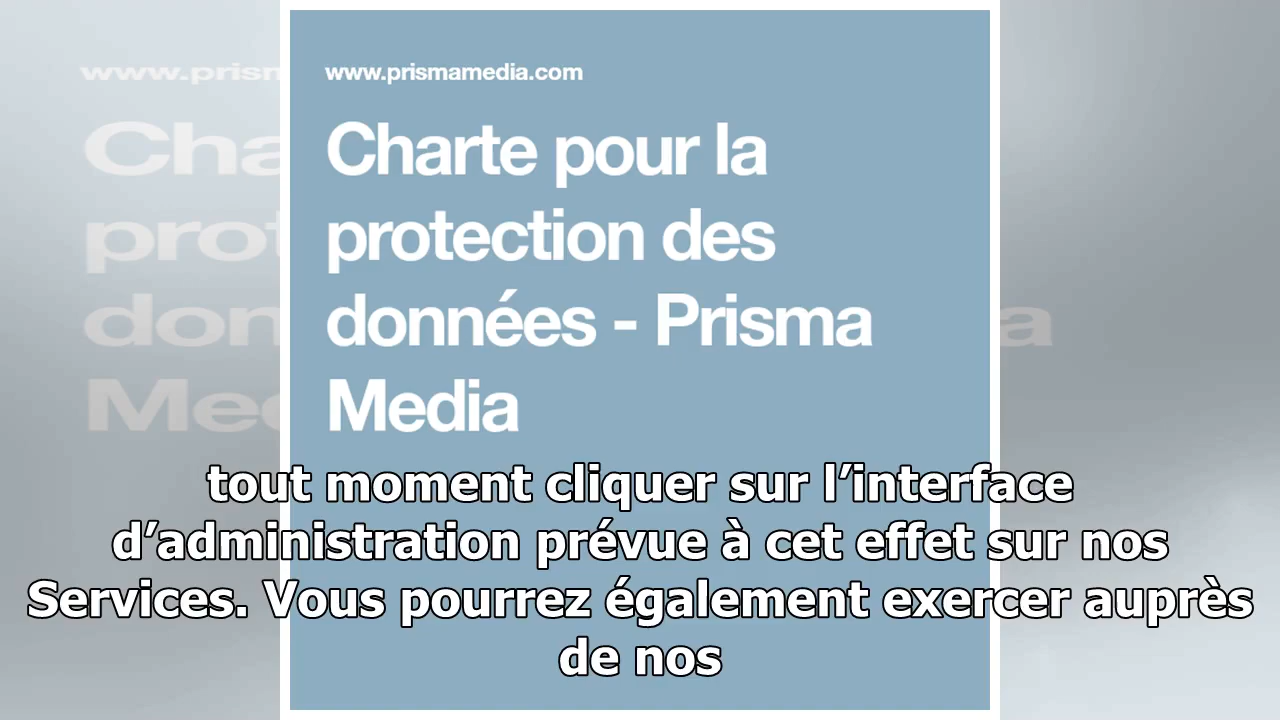 www.prismamedia.com
Charte pour la
protection des
données - Prisma
Media
tout moment cliquer sur l’interface
d’administration prévue à cet effet sur nos
Services. Vous pourrez également exercer auprès
de nos